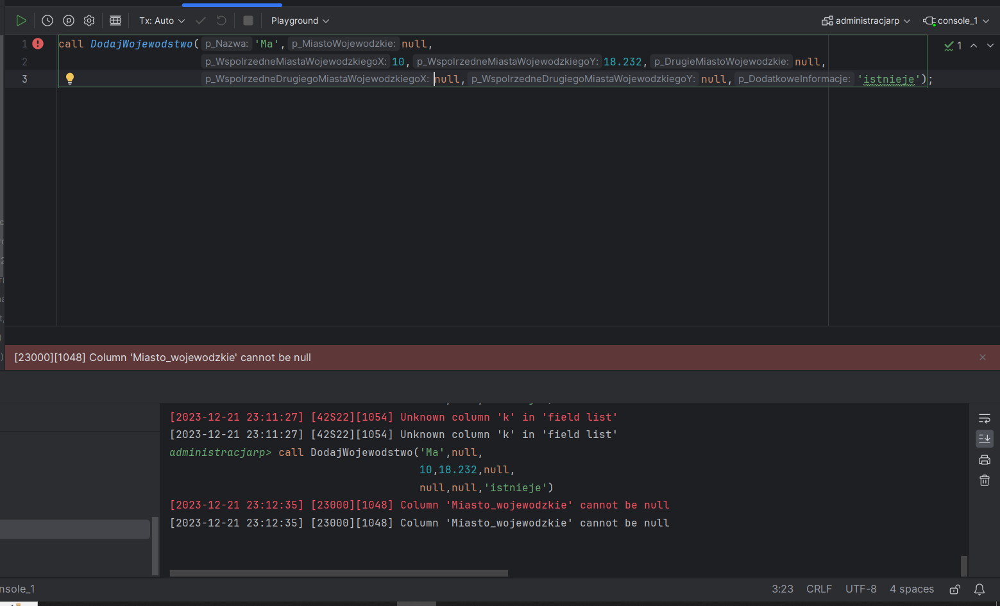 Tx: Auto
Playground
administracjarp
console_1
1 call DodajWojewodstwo( p_Nazwa: 'Ma', p_MiastoWojewodzkie: null,
1
2 p_WspolrzedneMiastaWojewodzkiegoX: 10, p_WspolrzedneMiastaWojewodzkiegoY: 18.232, p_DrugieMiastoWojewodzkie: null,
3 p_WspolrzedneDrugiegoMiastaWojewodzkiegoX: null, p_WspolrzedneDrugiegoMiastaWojewodzkiegoY: null, p_DodatkoweInformacje: 'istnieje');
[23000][1048] Column 'Miasto_wojewodzkie' cannot be null
[2023-12-21 23:11:27] [42S22][1054] Unknown column 'k' in 'field list'
[2023-12-21 23:11:27] [42S22][1054] Unknown column 'k' in 'field list'
administracjarp> call DodajWojewodstwo('Ma',null,
10,18.232,null,
null,null,'istnieje')
[2023-12-21 23:12:35] [23000][1048] Column 'Miasto_wojewodzkie' cannot be null
[2023-12-21 23:12:35] [23000][1048] Column 'Miasto_wojewodzkie' cannot be null
nsole_1
3:23 CRLF UTF-8 4 spaces